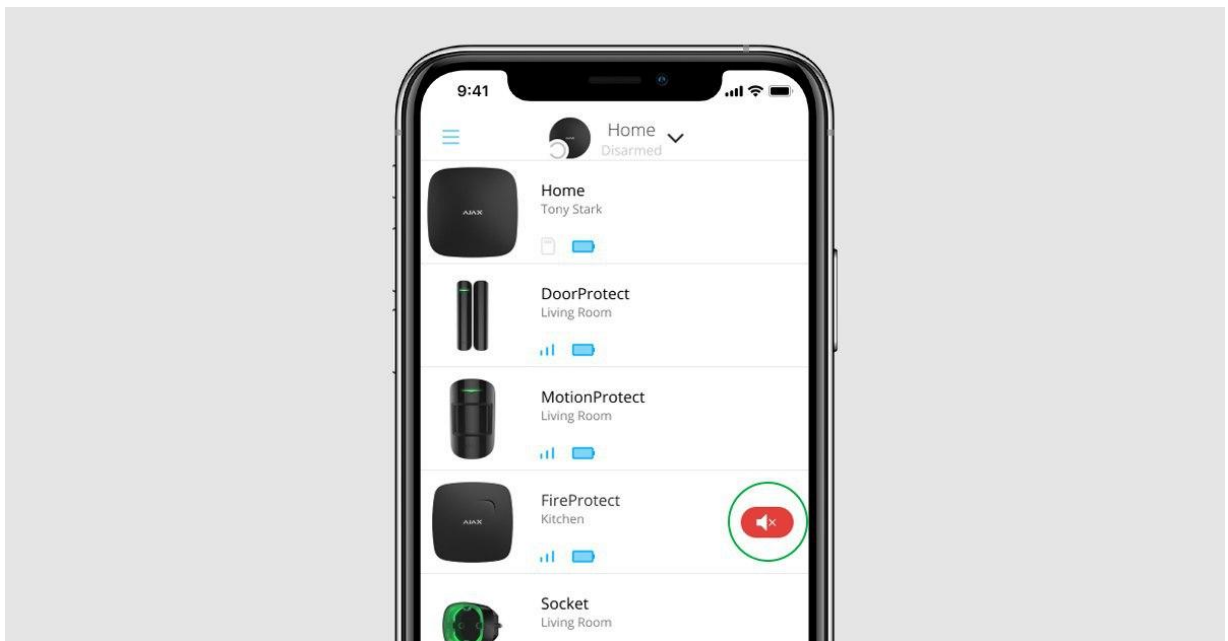 9:41
Home
Disarmed
AJAX
Home
Tony Stark
DoorProtect
Living Room
MotionProtect
Living Room
AJAX
FireProtect
Kitchen
Socket
Living Room